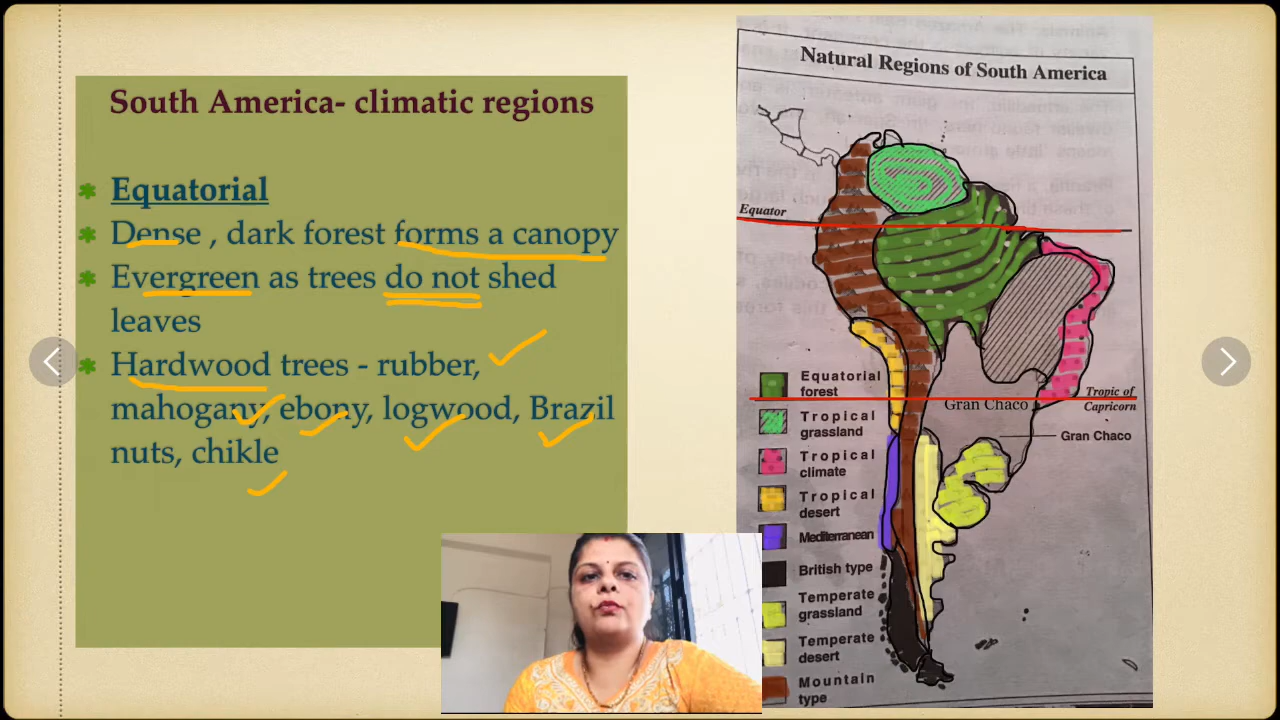 South America- climatic regions
Equatorial
Dense , dark forest forms a canopy
Evergreen as trees do not shed
leaves
Hardwood trees - rubber,
mahogany, ebony, logwood, Brazil
nuts, chikle
Natural Regions of South America
Equator
Tropic of
Capricorn
Gran Chaco
Gran Chaco
Equatorial
forest
Tropical
grassland
Tropical
climate
Tropical
desert
Mediterranean
British type
Temperate
grassland
Temperate
desert
Mountain
type